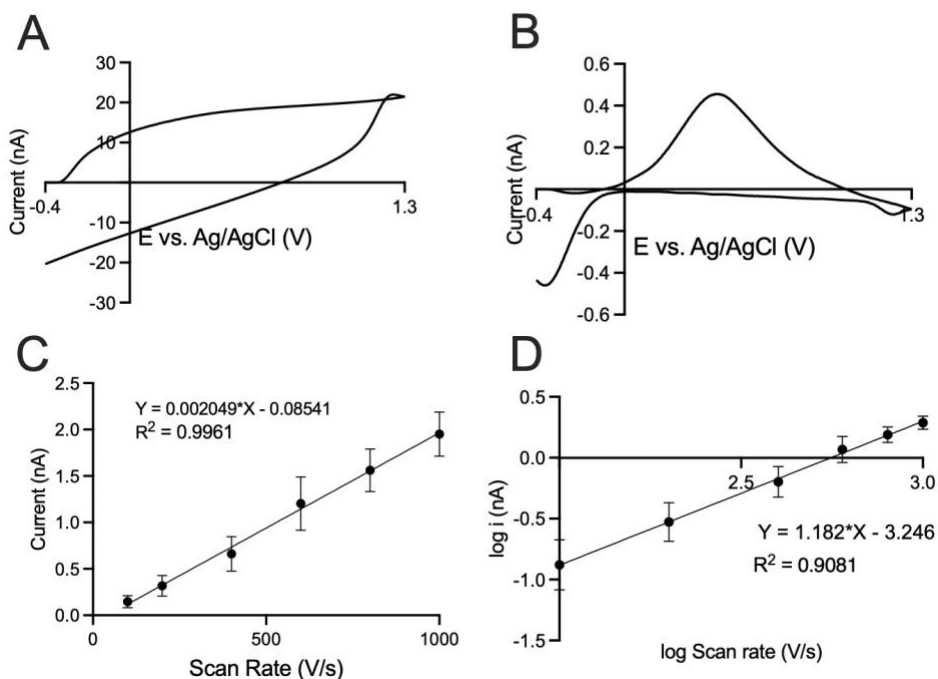 A
Current (nA)
30
20
10
-10
-20
-30
-0.4
1.3
E vs. Ag/AgCl (V)
B
Current (nA)
0.6
0.4
0.2
-0.2
-0.4
-0.6
-0.4
1.3
E vs. Ag/AgCl (V)
C
Current (nA)
2.5
2.0
1.5
1.0
0.5
0.0
0
500
1000
Y = 0.002049*X - 0.08541
R² = 0.9961
Scan Rate (V/s)
D
log i (nA)
0.5
0.0
-0.5
-1.0
-1.5
2.5
3.0
Y = 1.182*X - 3.246
R² = 0.9081
log Scan rate (V/s)